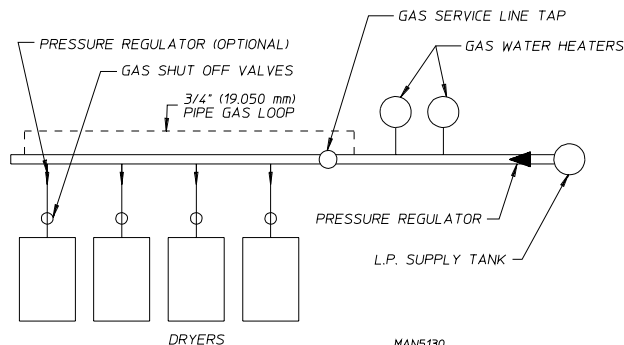 GAS SERVICE LINE TAP
PRESSURE REGULATOR (OPTIONAL)
GAS WATER HEATERS
GAS SHUT OFF VALVES
3/4" (19.050 mm)
PIPE GAS LOOP
PRESSURE REGULATOR
L.P. SUPPLY TANK
DRYERS
MAN5130